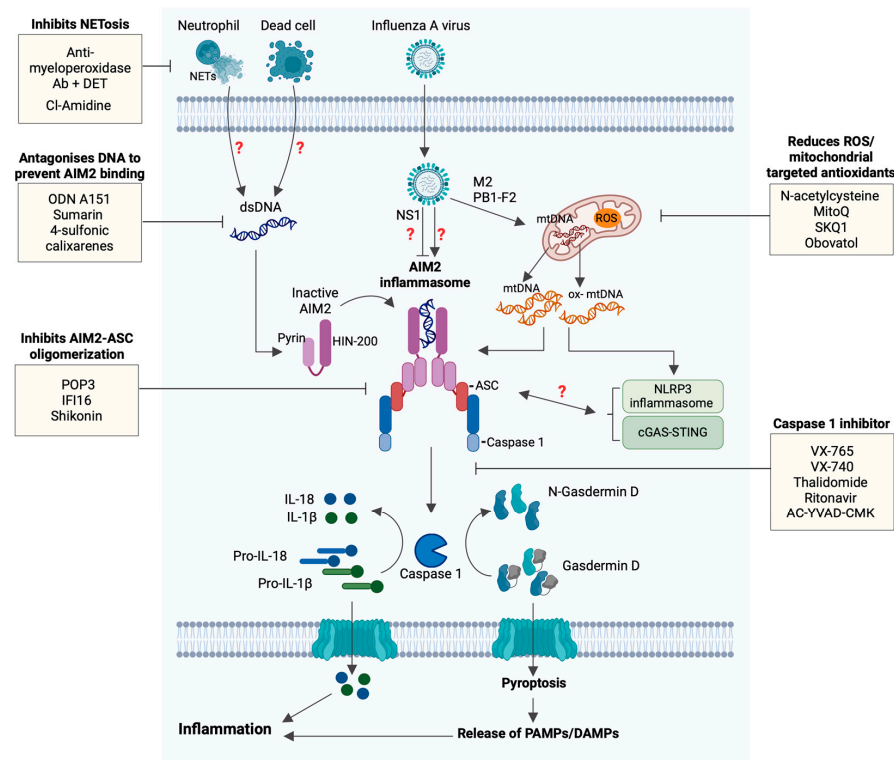 Inhibits NETosis
Anti-
myeloperoxidase
Ab + DET
Cl-Amidine
Neutrophil
Dead cell
Influenza A virus
NETs
?
?
Antagonises DNA to
prevent AIM2 binding
ODN A151
Sumarin
4-sulfonic
calixarenes
dsDNA
NS1
M2
PB1-F2
?
?
AIM2
inflammasome
mtDNA
ROS
Reduces ROS/
mitochondrial
targeted antioxidants
N-acetylcysteine
MitoQ
SKQ1
Obovatol
mtDNA
ox- mtDNA
Inactive
AIM2
Pyrin
HIN-200
Inhibits AIM2-ASC
oligomerization
POP3
IFI16
Shikonin
ASC
Caspase 1
?
NLRP3
inflammasome
cGAS-STING
Caspase 1 inhibitor
VX-765
VX-740
Thalidomide
Ritonavir
AC-YVAD-CMK
IL-18
IL-1β
Pro-IL-18
Pro-IL-1β
Caspase 1
N-Gasdermin D
Gasdermin D
Pyroptosis
Inflammation
Release of PAMPs/DAMPs